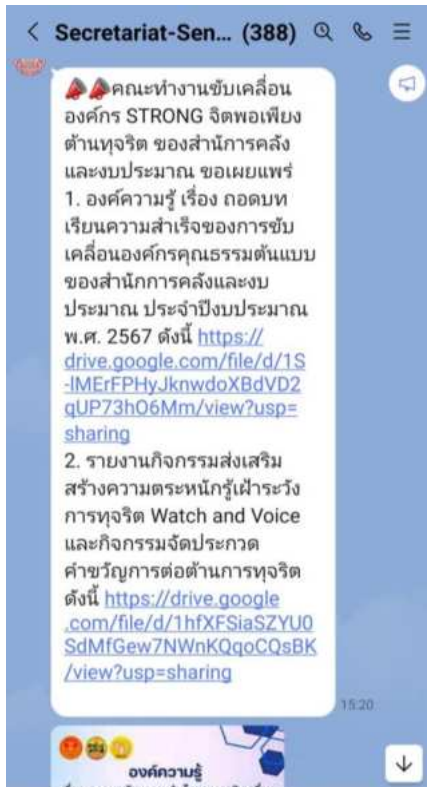 Secretariat-Sen... (388)
📣📣คณะทำงานขับเคลื่อน
องค์กร STRONG จิตพอเพียง
ต้านทุจริต ของสำนักการคลัง
และงบประมาณ ขอเผยแพร่
1. องค์ความรู้ เรื่อง ถอดบท
เรียนความสำเร็จของการขับ
เคลื่อนองค์กรคุณธรรมต้นแบบ
ของสำนักการคลังและงบ
ประมาณ ประจำปีงบประมาณ
พ.ศ. 2567 ดังนี้ https://
drive.google.com/file/d/1S
-lMErFPHyJknwdoXBdVD2
qUP73hO6Mm/view?usp=
sharing
2. รายงานกิจกรรมส่งเสริม
สร้างความตระหนักรู้เฝ้าระวัง
การทุจริต Watch and Voice
และกิจกรรมจัดประกวด
คำขวัญการต่อต้านการทุจริต
ดังนี้ https://drive.google
.com/file/d/1hfXFSiaSZYU0
SdMfGew7NWnKQqoCQsBK
/view?usp=sharing
15:20
องค์ความรู้